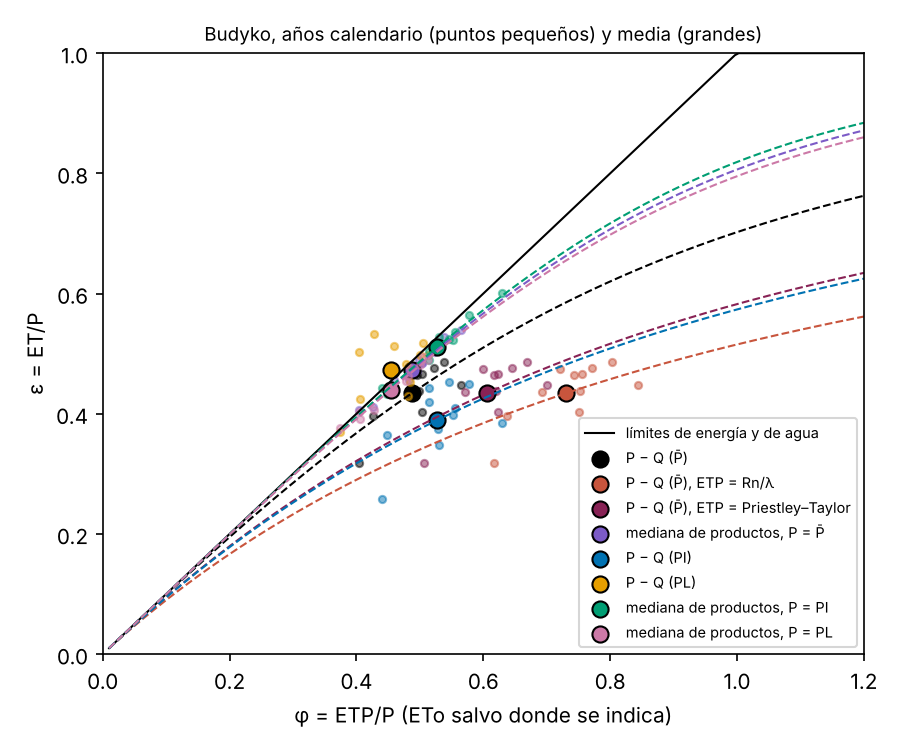 Budyko, años calendario (puntos pequeños) y media (grandes)
ε = ET/P
1.0
0.8
0.6
0.4
0.2
0.0
0.0 0.2 0.4 0.6 0.8 1.0 1.2
φ = ETP/P (ETo salvo donde se indica)
límites de energía y de agua
P − Q (P̄)
P − Q (P̄), ETP = Rn/λ
P − Q (P̄), ETP = Priestley–Taylor
mediana de productos, P = P̄
P − Q (PI)
P − Q (PL)
mediana de productos, P = PI
mediana de productos, P = PL